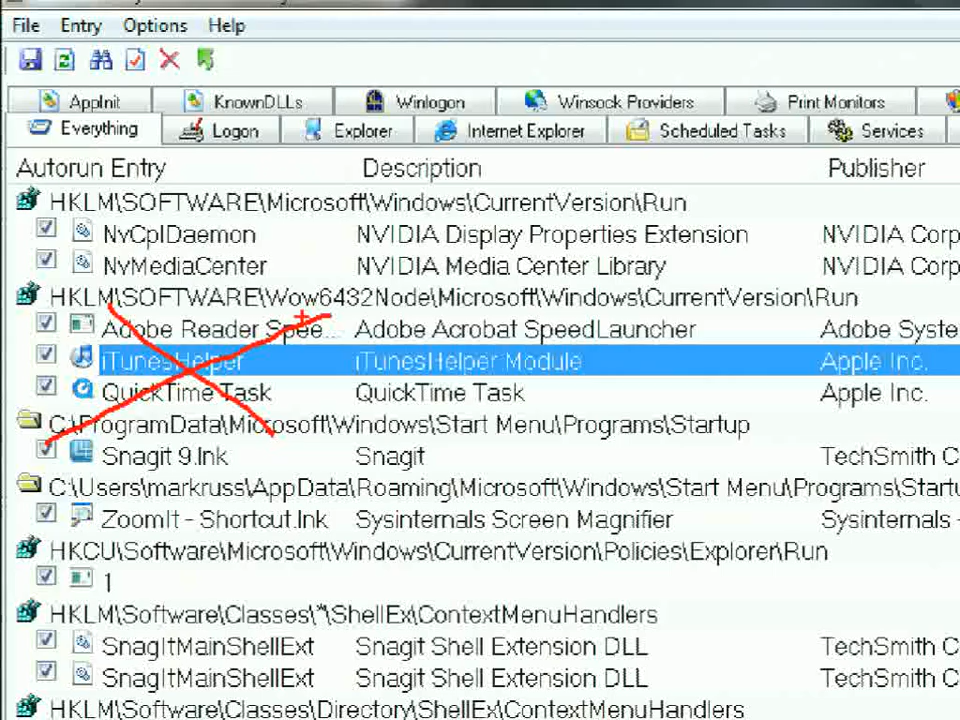 File Entry Options Help
AppInit KnownDLLs Winlogon Winsock Providers Print Monitors
Everything Logon Explorer Internet Explorer Scheduled Tasks Services
Autorun Entry Description Publisher
HKLM\SOFTWARE\Microsoft\Windows\CurrentVersion\Run
NvCplDaemon NVIDIA Display Properties Extension NVIDIA Corp
NvMediaCenter NVIDIA Media Center Library NVIDIA Corp
HKLM\SOFTWARE\Wow6432Node\Microsoft\Windows\CurrentVersion\Run
Adobe Reader Spee... Adobe Acrobat SpeedLauncher Adobe Syste
iTunesHelper iTunesHelper Module Apple Inc.
QuickTime Task QuickTime Task Apple Inc.
C:\ProgramData\Microsoft\Windows\Start Menu\Programs\Startup
Snagit 9.lnk Snagit TechSmith C
C:\Users\markruss\AppData\Roaming\Microsoft\Windows\Start Menu\Programs\Startu
ZoomIt - Shortcut.lnk Sysinternals Screen Magnifier Sysinternals -
HKCU\Software\Microsoft\Windows\CurrentVersion\Policies\Explorer\Run
1
HKLM\Software\Classes\*\ShellEx\ContextMenuHandlers
SnagItMainShellExt Snagit Shell Extension DLL TechSmith C
SnagItMainShellExt Snagit Shell Extension DLL TechSmith C
HKLM\Software\Classes\Directory\ShellEx\ContextMenuHandlers